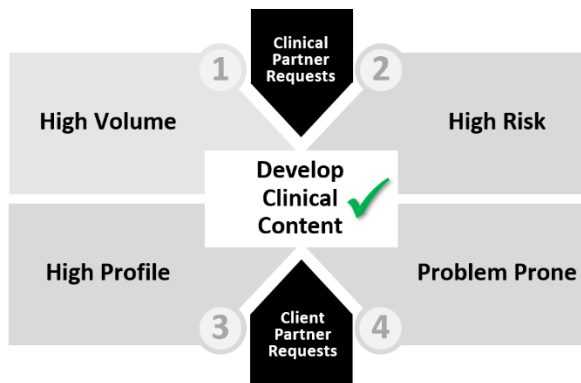 1
Clinical
Partner
Requests
2
High Volume
High Risk
Develop
Clinical
Content
High Profile
Problem Prone
3
Client
Partner
Requests
4